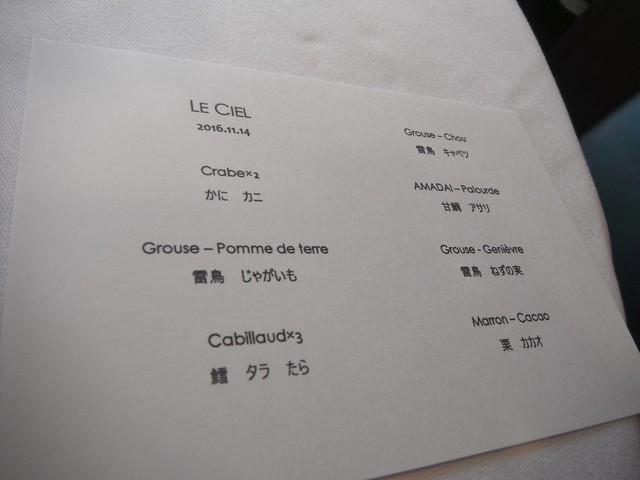 LE CIEL
2016.11.14
Crabe×2
かに カニ
Grouse – Pomme de terre
雷鳥 じゃがいも
Cabillaud×3
鱈 タラ たら
Grouse – Chou
雷鳥 キャベツ
AMADAI – Palourde
甘鯛 アサリ
Grouse - Genièvre
雷鳥 ねずの実
Marron – Cacao
栗 カカオ